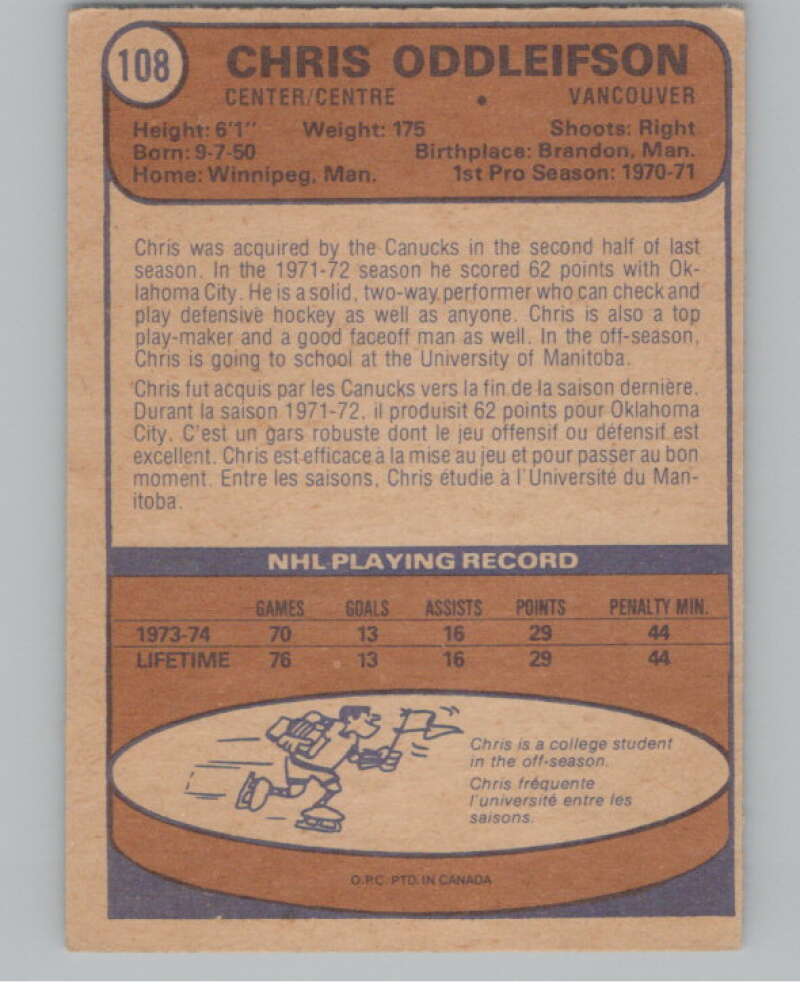 108
CHRIS ODDLEIFSON
CENTER/CENTRE • VANCOUVER
Height: 6'1" Weight: 175 Shoots: Right
Born: 9-7-50 Birthplace: Brandon, Man.
Home: Winnipeg, Man. 1st Pro Season: 1970-71
Chris was acquired by the Canucks in the second half of last
season. In the 1971-72 season he scored 62 points with Ok-
lahoma City. He is a solid, two-way performer who can check and
play defensive hockey as well as anyone. Chris is also a top
play-maker and a good faceoff man as well. In the off-season,
Chris is going to school at the University of Manitoba.
Chris fut acquis par les Canucks vers la fin de la saison dernière.
Durant la saison 1971-72, il produisit 62 points pour Oklahoma
City. C'est un gars robuste dont le jeu offensif ou défensif est
excellent. Chris est efficace à la mise au jeu et pour passer au bon
moment. Entre les saisons, Chris étudie à l'Université du Man-
itoba.
NHL PLAYING RECORD
GAMES GOALS ASSISTS POINTS PENALTY MIN.
1973-74 70 13 16 29 44
LIFETIME 76 13 16 29 44
Chris is a college student
in the off-season.
Chris fréquente
l'université entre les
saisons.
O.P.C. PTD. IN CANADA